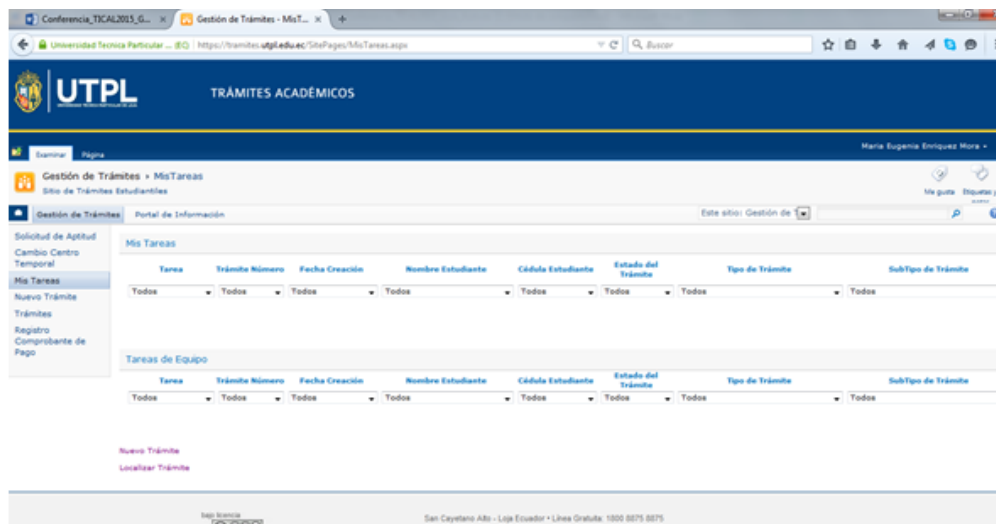 Conferencia_TICAL2015_G...
Gestión de Trámites - MisT...
Universidad Tecnica Particular ... (EC)
https://tramites.utpl.edu.ec/SitePages/MisTareas.aspx
Buscar
UTPL
TRÁMITES ACADÉMICOS
Examinar Página
Maria Eugenia Enriquez Mora
Gestión de Trámites › MisTareas
Sitio de Trámites Estudiantiles
Me gusta Etiquetas y
Gestión de Trámites Portal de Información
Este sitio: Gestión de T
Solicitud de Aptitud
Cambio Centro
Temporal
Mis Tareas
Nuevo Trámite
Trámites
Registro
Comprobante de
Pago
Mis Tareas
Tarea Trámite Número Fecha Creación Nombre Estudiante Cédula Estudiante Estado del Trámite Tipo de Trámite SubTipo de Trámite
Todos Todos Todos Todos Todos Todos Todos Todos
Tareas de Equipo
Tarea Trámite Número Fecha Creación Nombre Estudiante Cédula Estudiante Estado del Trámite Tipo de Trámite SubTipo de Trámite
Todos Todos Todos Todos Todos Todos Todos Todos
Nuevo Trámite
Localizar Trámite
bajo licencia
San Cayetano Alto - Loja Ecuador • Línea Gratuita: 1800 8875 8875